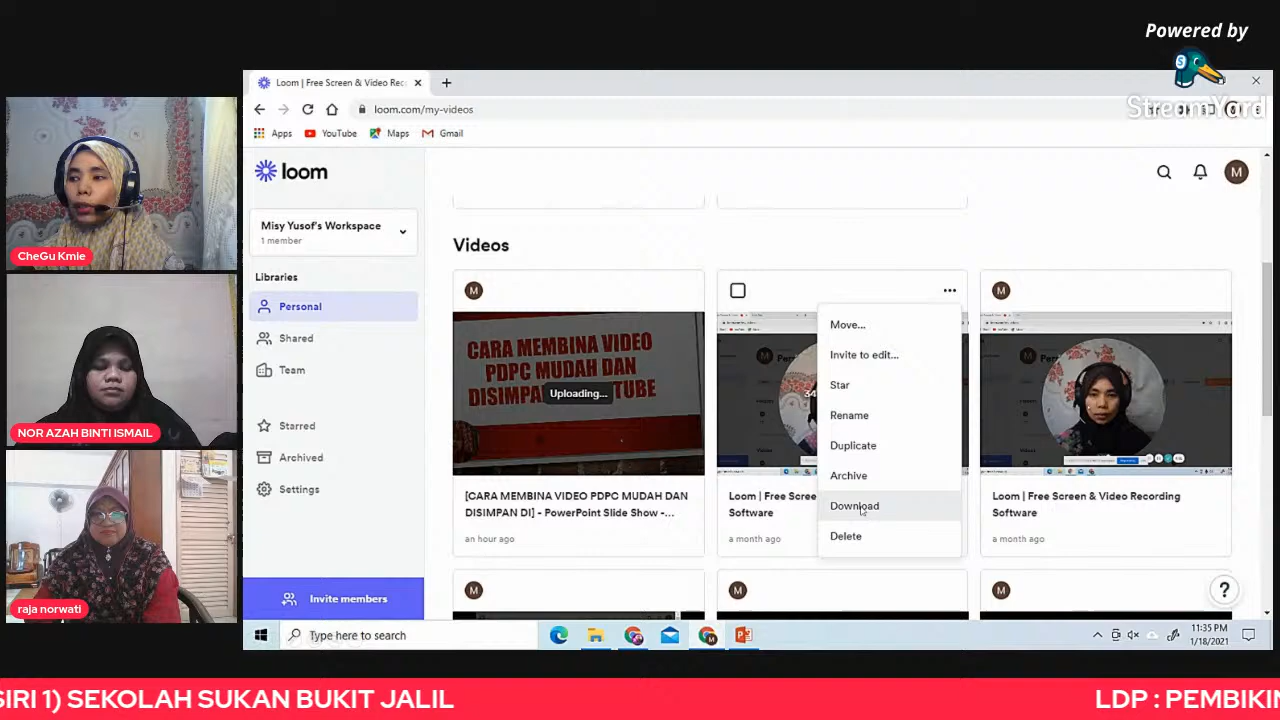 Powered by
S
StreamYard
Loom | Free Screen & Video Rec
loom.com/my-videos
Apps
YouTube
Maps
Gmail
loom
M
Misy Yusof's Workspace
1 member
Libraries
Personal
Shared
Team
Starred
Archived
Settings
Invite members
Videos
M
Uploading...
CARA MEMBINA VIDEO
PDPC MUDAH DAN
DISIMPAN
TUBE
[CARA MEMBINA VIDEO PDPC MUDAH DAN
DISIMPAN DI] - PowerPoint Slide Show -...
an hour ago
34
Loom | Free Scree
Software
a month ago
Move...
Invite to edit...
Star
Rename
Duplicate
Archive
Download
Delete
M
Loom | Free Screen & Video Recording
Software
a month ago
M
M
M
?
Type here to search
11:35 PM
1/18/2021
CheGu Kmie
NOR AZAH BINTI ISMAIL
raja norwati
SIRI 1) SEKOLAH SUKAN BUKIT JALIL
LDP : PEMBIKIN